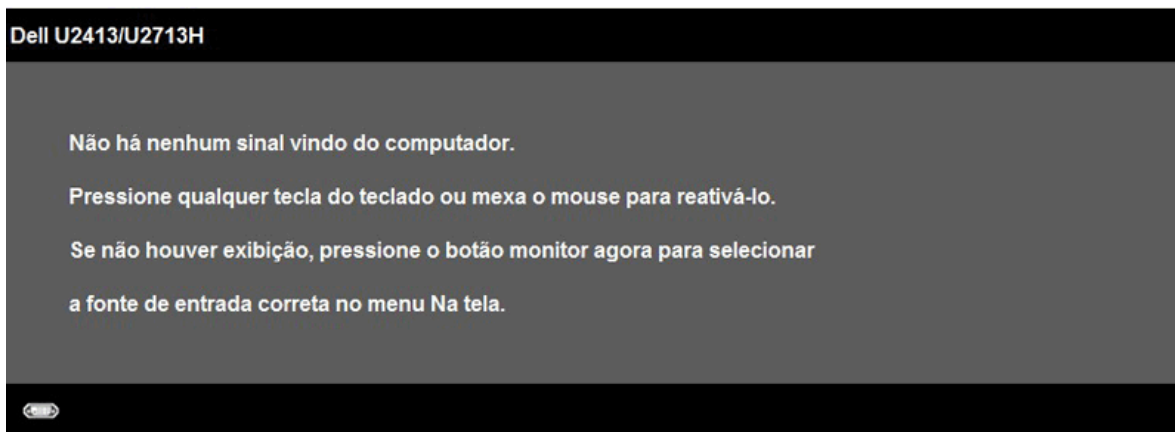 Dell U2413/U2713H
Não há nenhum sinal vindo do computador.
Pressione qualquer tecla do teclado ou mexa o mouse para reativá-lo.
Se não houver exibição, pressione o botão monitor agora para selecionar
a fonte de entrada correta no menu Na tela.